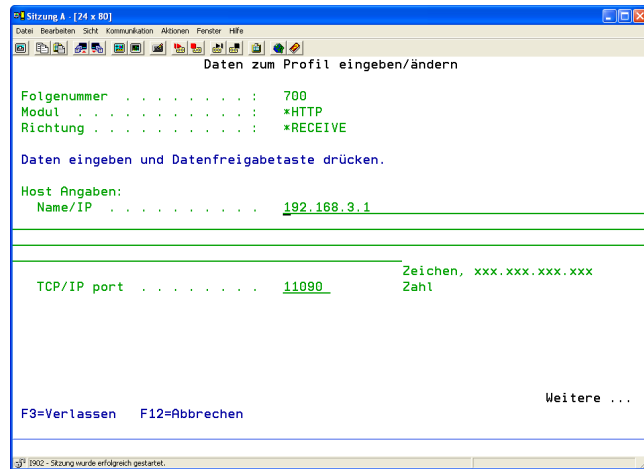 Sitzung A - [24 x 80]
Datei Bearbeiten Sicht Kommunikation Aktionen Fenster Hilfe
Daten zum Profil eingeben/ändern
Folgenummer . . . . . . . . : 700
Modul . . . . . . . . . . . : *HTTP
Richtung . . . . . . . . . . : *RECEIVE
Daten eingeben und Datenfreigabetaste drücken.
Host Angaben:
Name/IP . . . . . . . . . . 192.168.3.1
Zeichen, xxx.xxx.xxx.xxx
TCP/IP port . . . . . . . . 11090 Zahl
Weitere ...
F3=Verlassen F12=Abbrechen
I902 - Sitzung wurde erfolgreich gestartet.